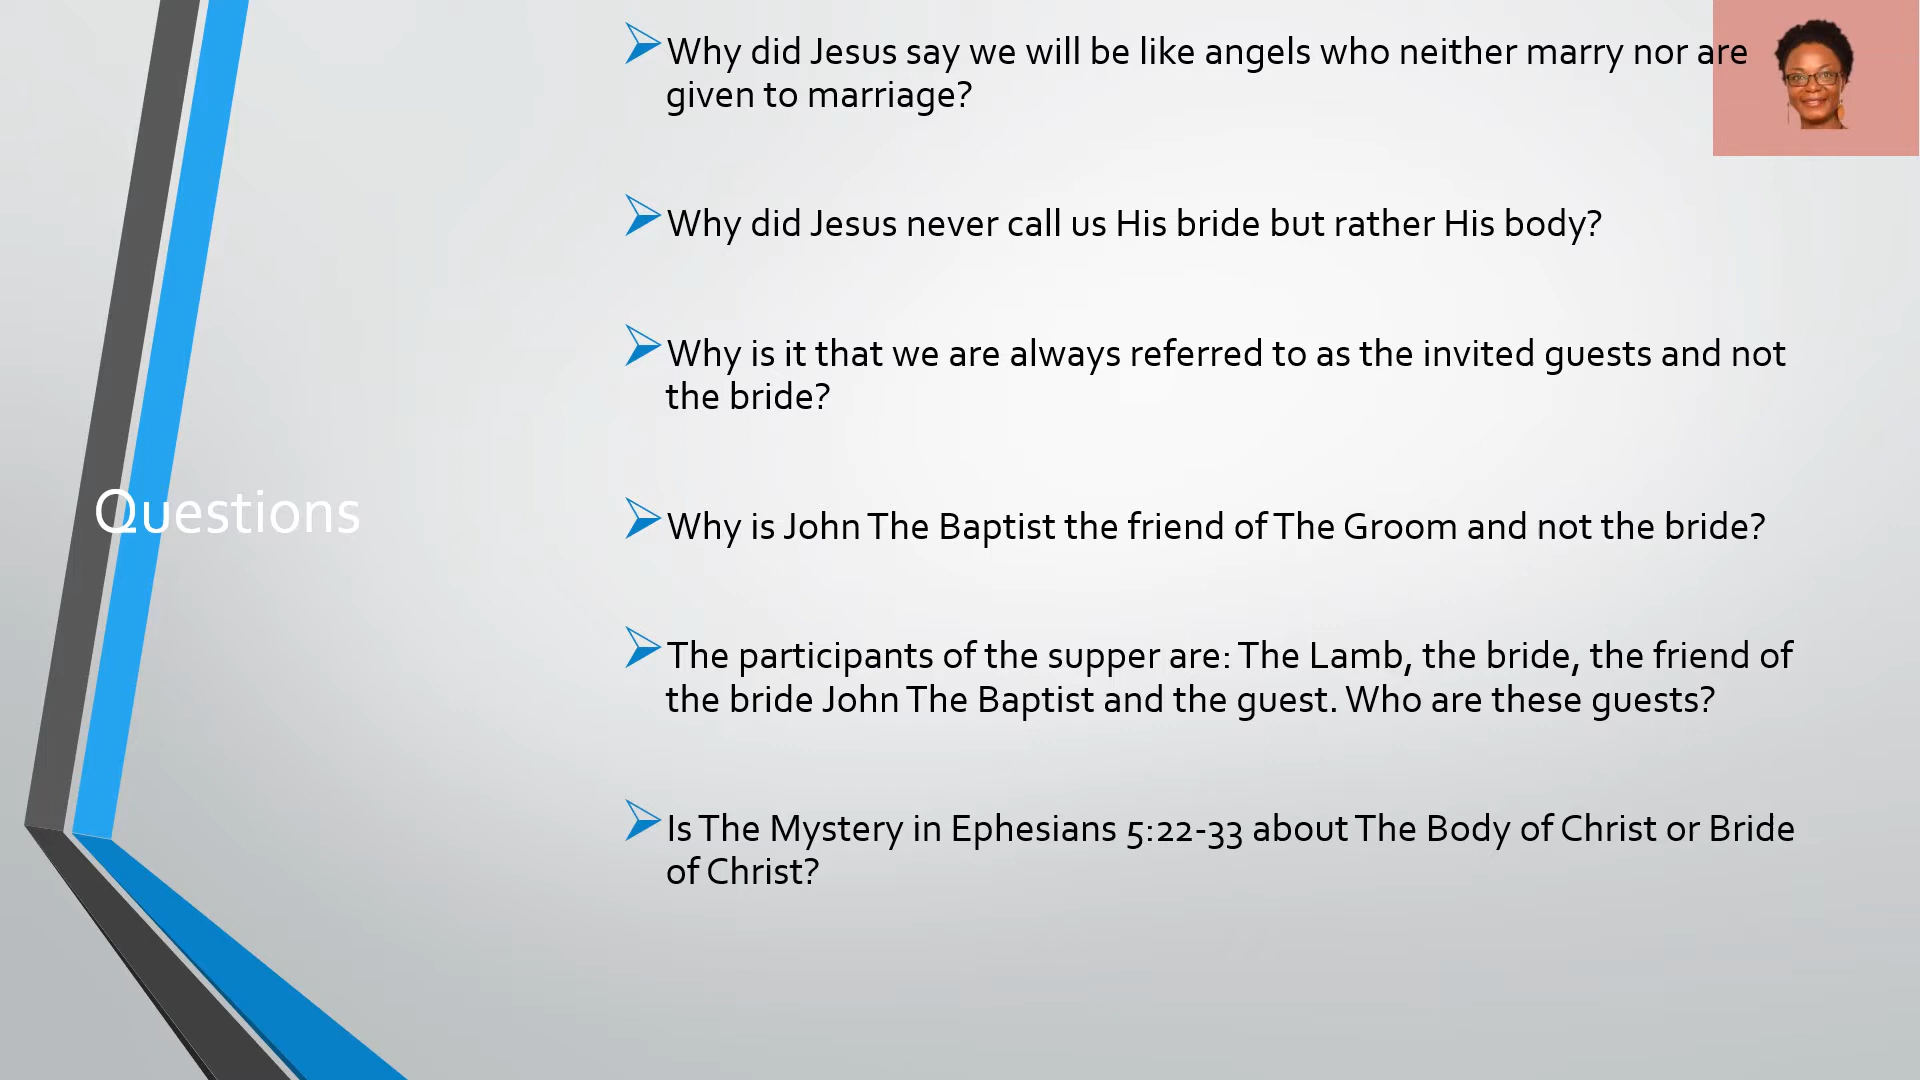 Why did Jesus say we will be like angels who neither marry nor are
given to marriage?
Why did Jesus never call us His bride but rather His body?
Why is it that we are always referred to as the invited guests and not
the bride?
Questions
Why is John The Baptist the friend of The Groom and not the bride?
The participants of the supper are: The Lamb, the bride, the friend of
the bride John The Baptist and the guest. Who are these guests?
Is The Mystery in Ephesians 5:22-33 about The Body of Christ or Bride
of Christ?